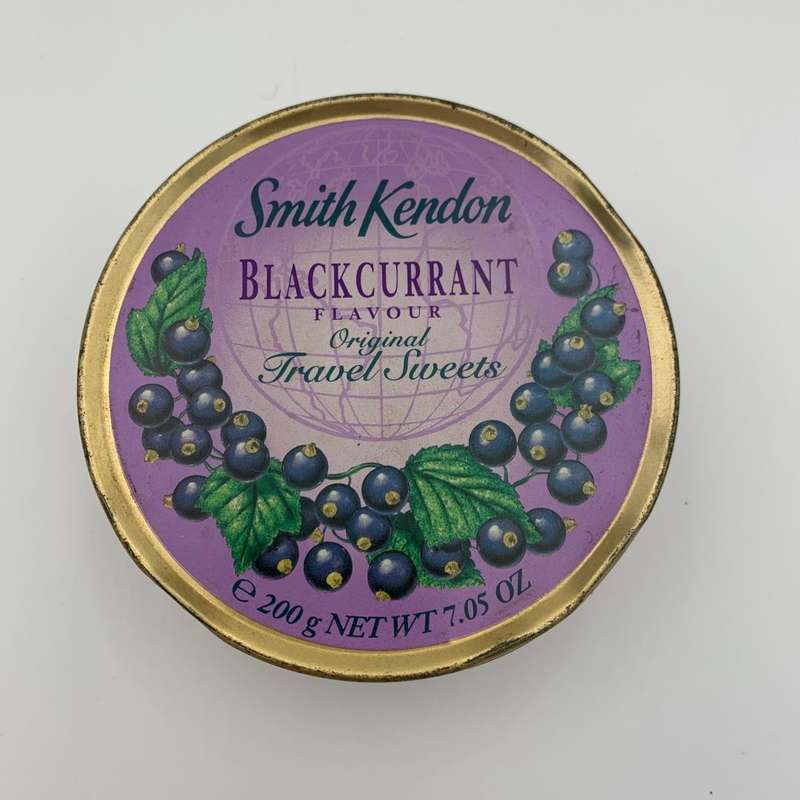 Smith Kendon
BLACKCURRANT
FLAVOUR
Original
Travel Sweets
℮ 200 g NET WT 7.05 OZ